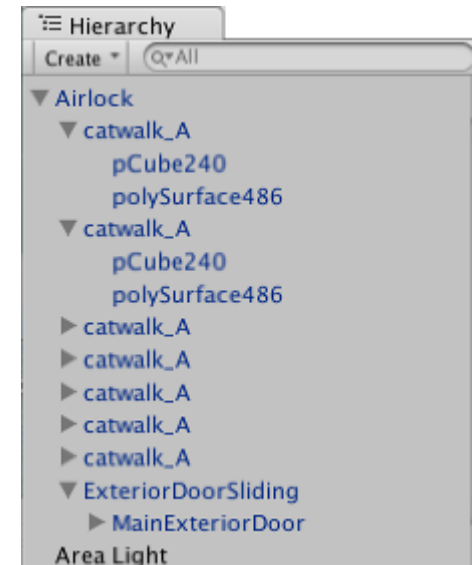 Hierarchy
Create All
Airlock
catwalk_A
pCube240
polySurface486
catwalk_A
pCube240
polySurface486
catwalk_A
catwalk_A
catwalk_A
catwalk_A
catwalk_A
ExteriorDoorSliding
MainExteriorDoor
Area Light